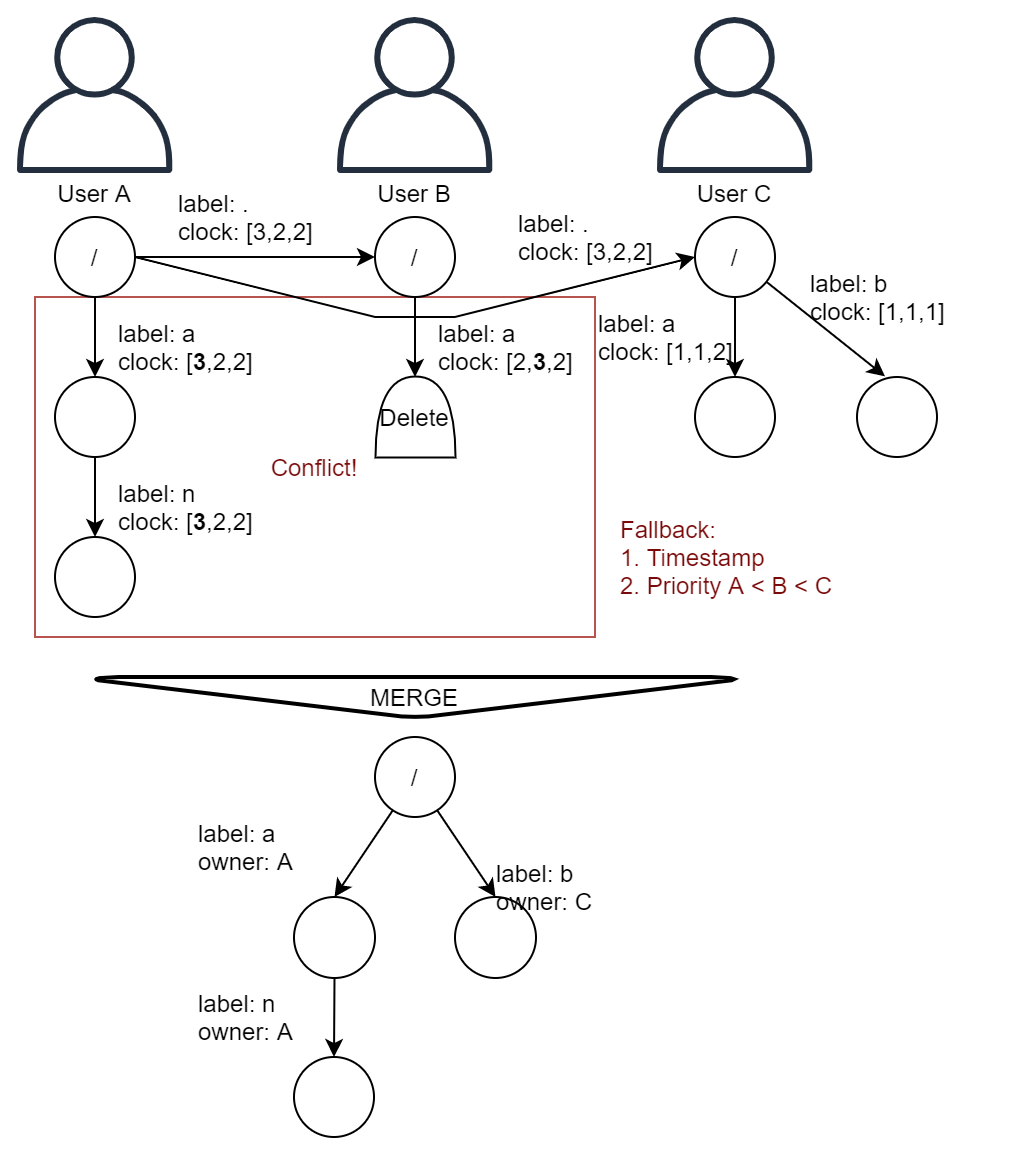 User A
User B
User C
label: .
clock: [3,2,2]
label: .
clock: [3,2,2]
/
/
/
label: b
clock: [1,1,1]
label: a
clock: [3,2,2]
label: a
clock: [2,3,2]
label: a
clock: [1,1,2]
Delete
Conflict!
label: n
clock: [3,2,2]
Fallback:
1. Timestamp
2. Priority A < B < C
MERGE
/
label: a
owner: A
label: b
owner: C
label: n
owner: A